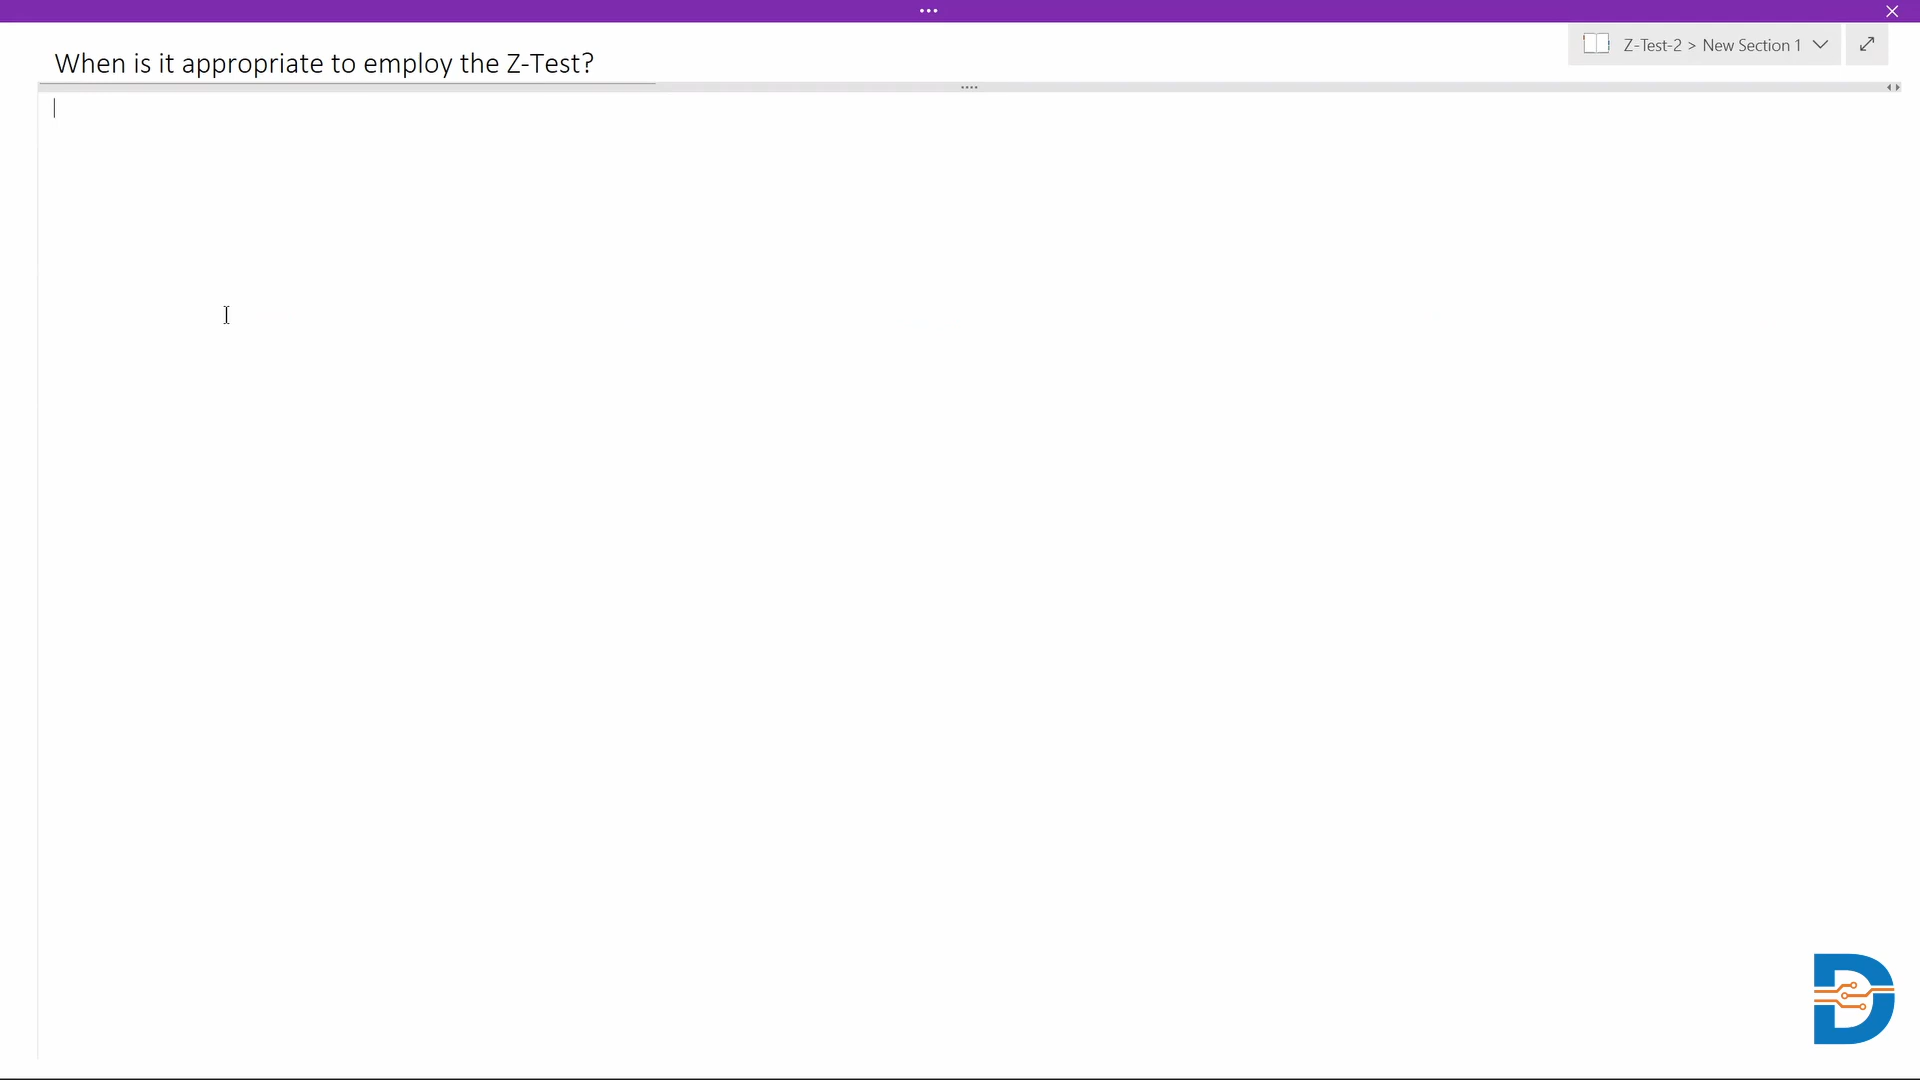 When is it appropriate to employ the Z-Test?
Z-Test-2 > New Section 1